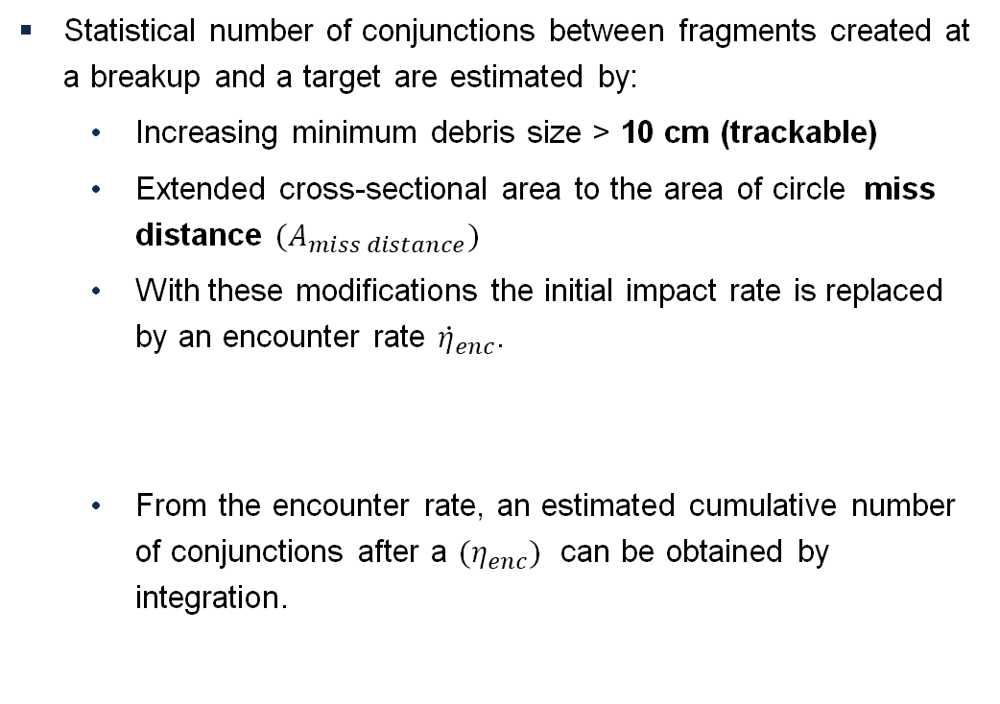 ▪ Statistical number of conjunctions between fragments created at
a breakup and a target are estimated by:
• Increasing minimum debris size > 10 cm (trackable)
• Extended cross-sectional area to the area of circle miss
distance (A_{miss distance})
• With these modifications the initial impact rate is replaced
by an encounter rate η̇_{enc}.
• From the encounter rate, an estimated cumulative number
of conjunctions after a (η_{enc}) can be obtained by
integration.